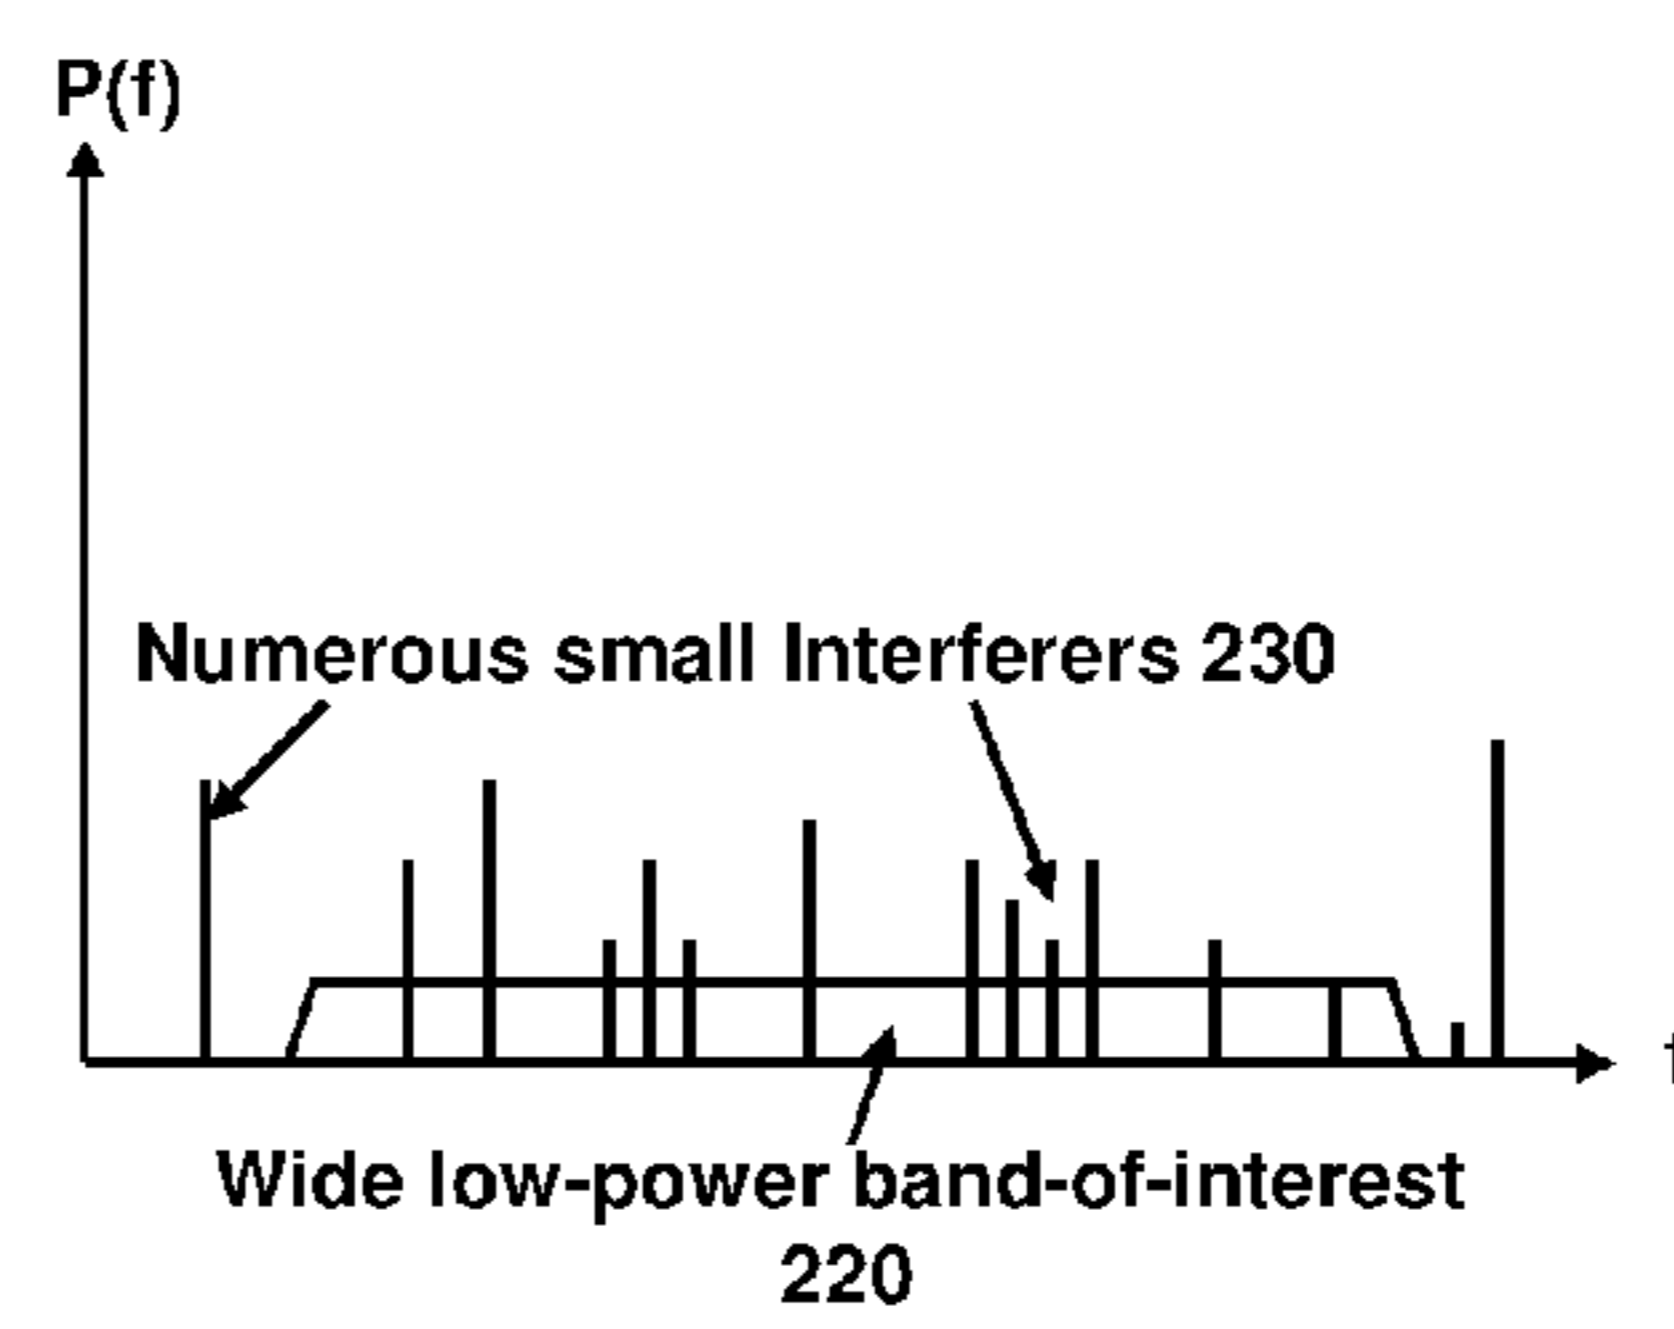 P(f)
Numerous small Interferers 230
f
Wide low-power band-of-interest
220